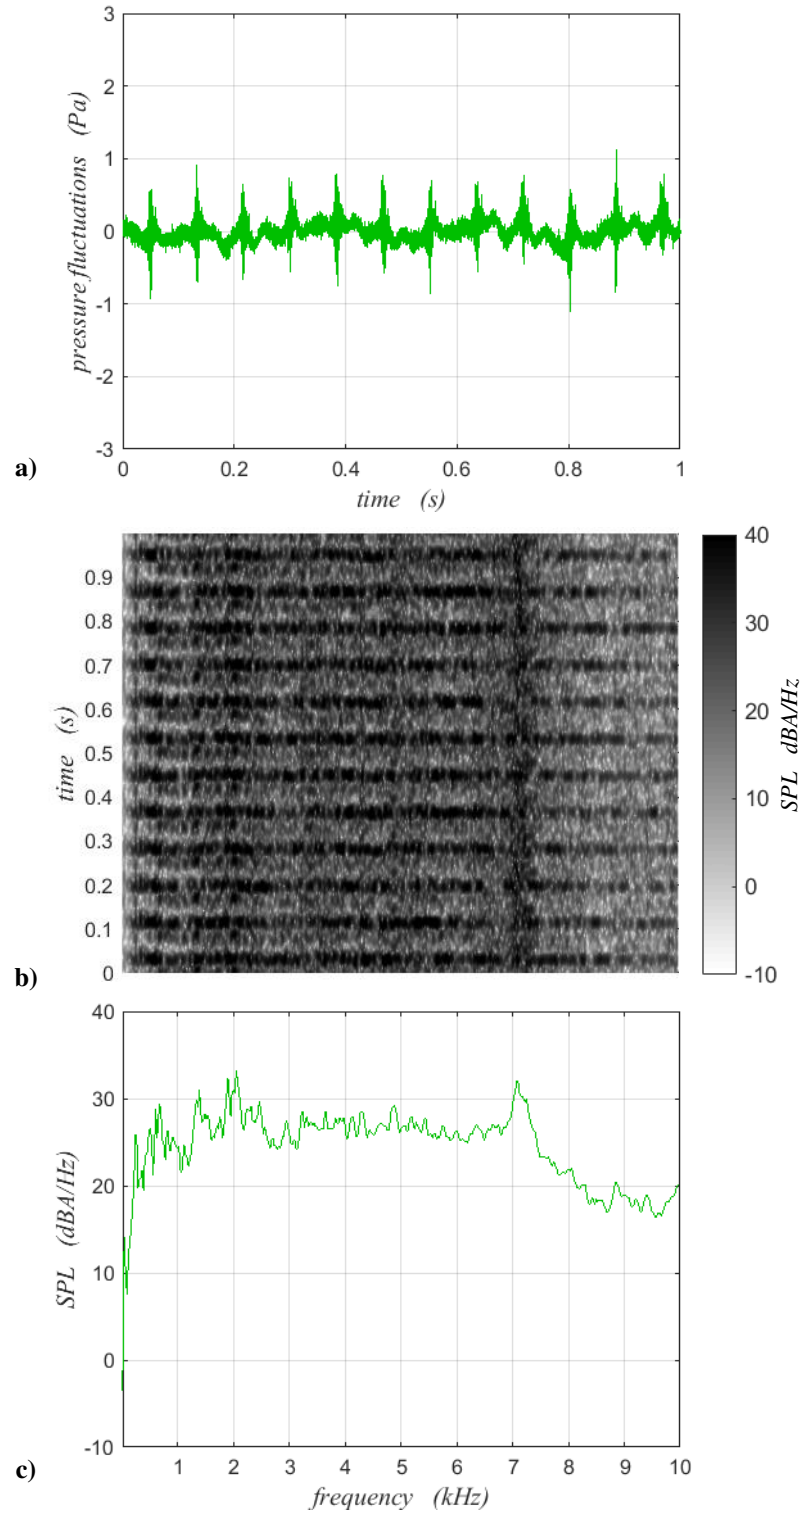 3
2
1
0
-1
-2
-3
pressure fluctuations (Pa)
0 0.2 0.4 0.6 0.8 1
time (s)
a)
0.9
0.8
0.7
0.6
0.5
0.4
0.3
0.2
0.1
0
time (s)
40
30
20
10
0
-10
SPL dBA/Hz
b)
40
30
20
10
0
-10
SPL (dBA/Hz)
1 2 3 4 5 6 7 8 9 10
frequency (kHz)
c)